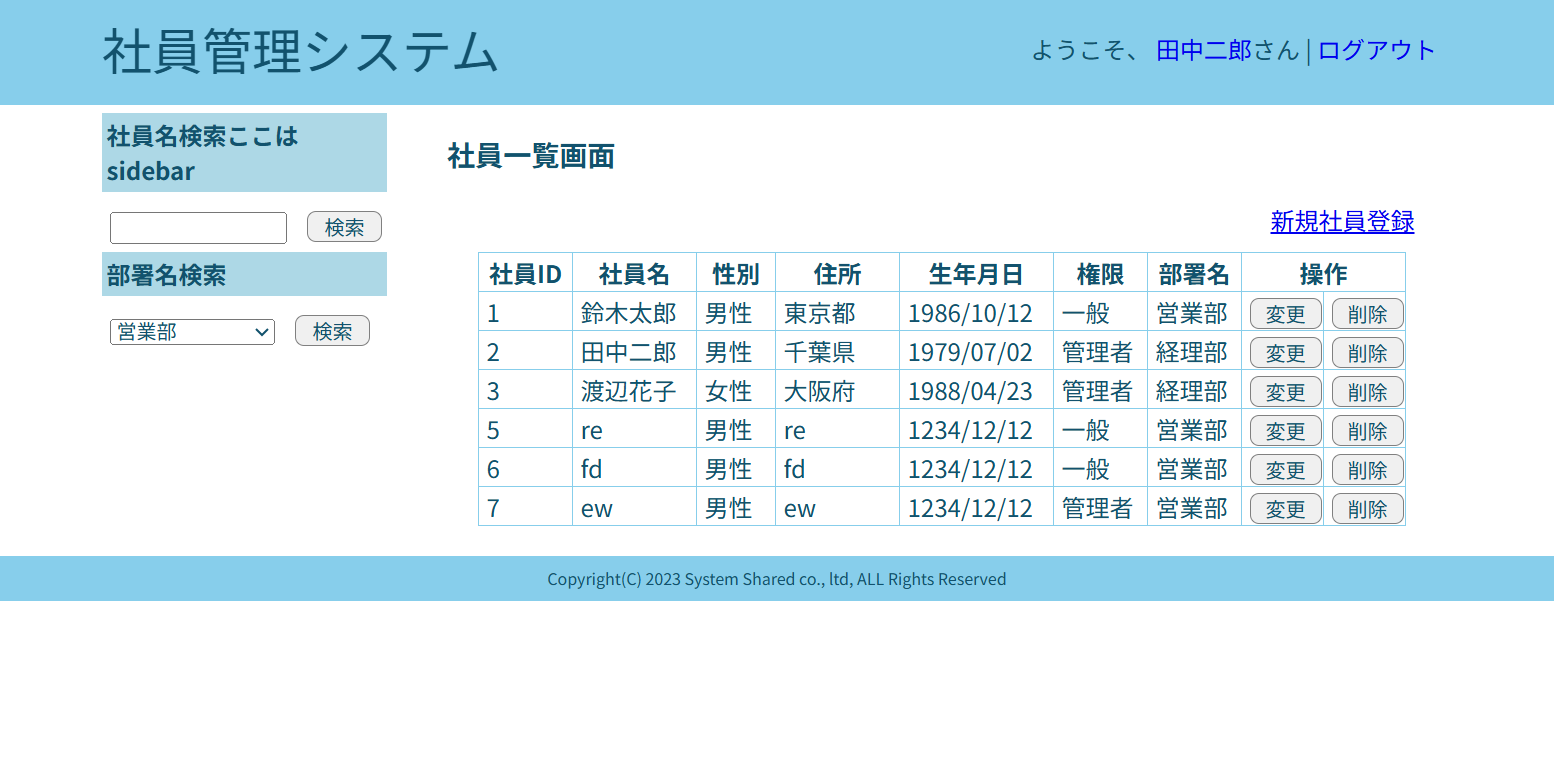 社員管理システム
ようこそ、 田中二郎さん | ログアウト
社員名検索ここは
sidebar
検索
部署名検索
営業部 検索
社員一覧画面
新規社員登録
社員ID 社員名 性別 住所 生年月日 権限 部署名 操作
1 鈴木太郎 男性 東京都 1986/10/12 一般 営業部 変更 削除
2 田中二郎 男性 千葉県 1979/07/02 管理者 経理部 変更 削除
3 渡辺花子 女性 大阪府 1988/04/23 管理者 経理部 変更 削除
5 re 男性 re 1234/12/12 一般 営業部 変更 削除
6 fd 男性 fd 1234/12/12 一般 営業部 変更 削除
7 ew 男性 ew 1234/12/12 管理者 営業部 変更 削除
Copyright(C) 2023 System Shared co., ltd, ALL Rights Reserved